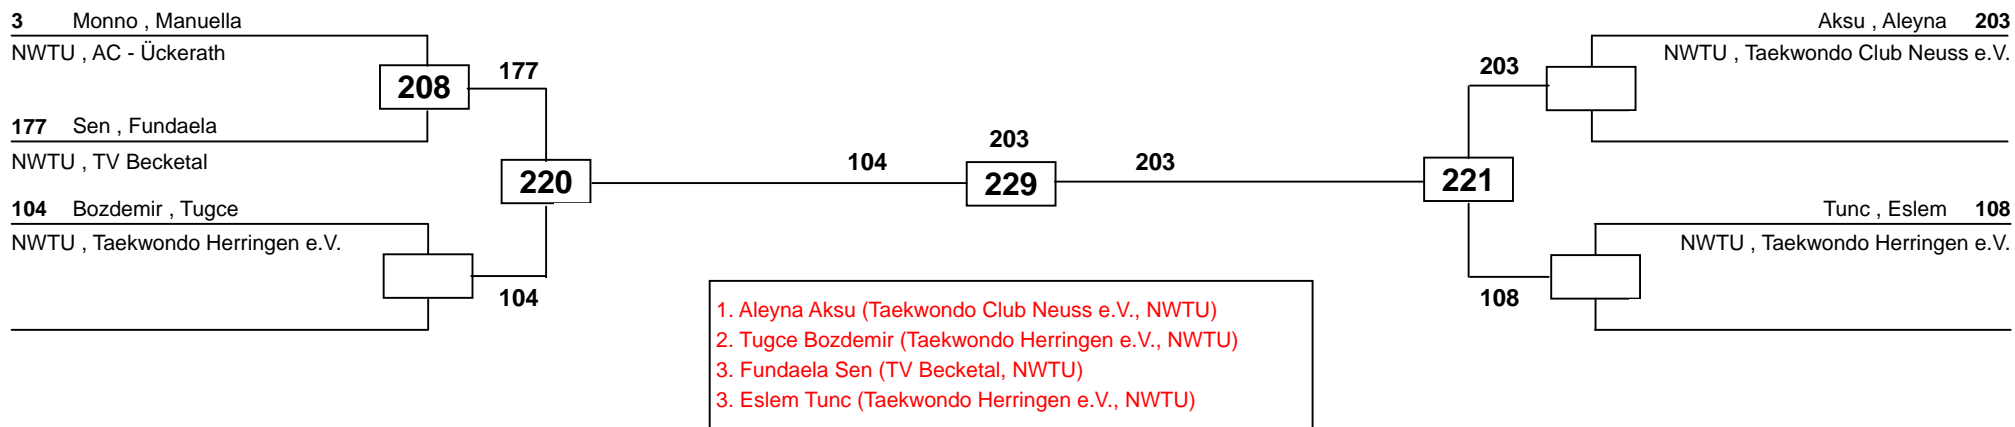 3 Monno , Manuella
NWTU , AC - Ückerath
208
177
177 Sen , Fundaela
NWTU , TV Becketal
220
104 Bozdemir , Tugce
NWTU , Taekwondo Herringen e.V.
104
104
203
229
203
Aksu , Aleyna 203
NWTU , Taekwondo Club Neuss e.V.
203
221
Tunc , Eslem 108
NWTU , Taekwondo Herringen e.V.
108
1. Aleyna Aksu (Taekwondo Club Neuss e.V., NWTU)
2. Tugce Bozdemir (Taekwondo Herringen e.V., NWTU)
3. Fundaela Sen (TV Becketal, NWTU)
3. Eslem Tunc (Taekwondo Herringen e.V., NWTU)